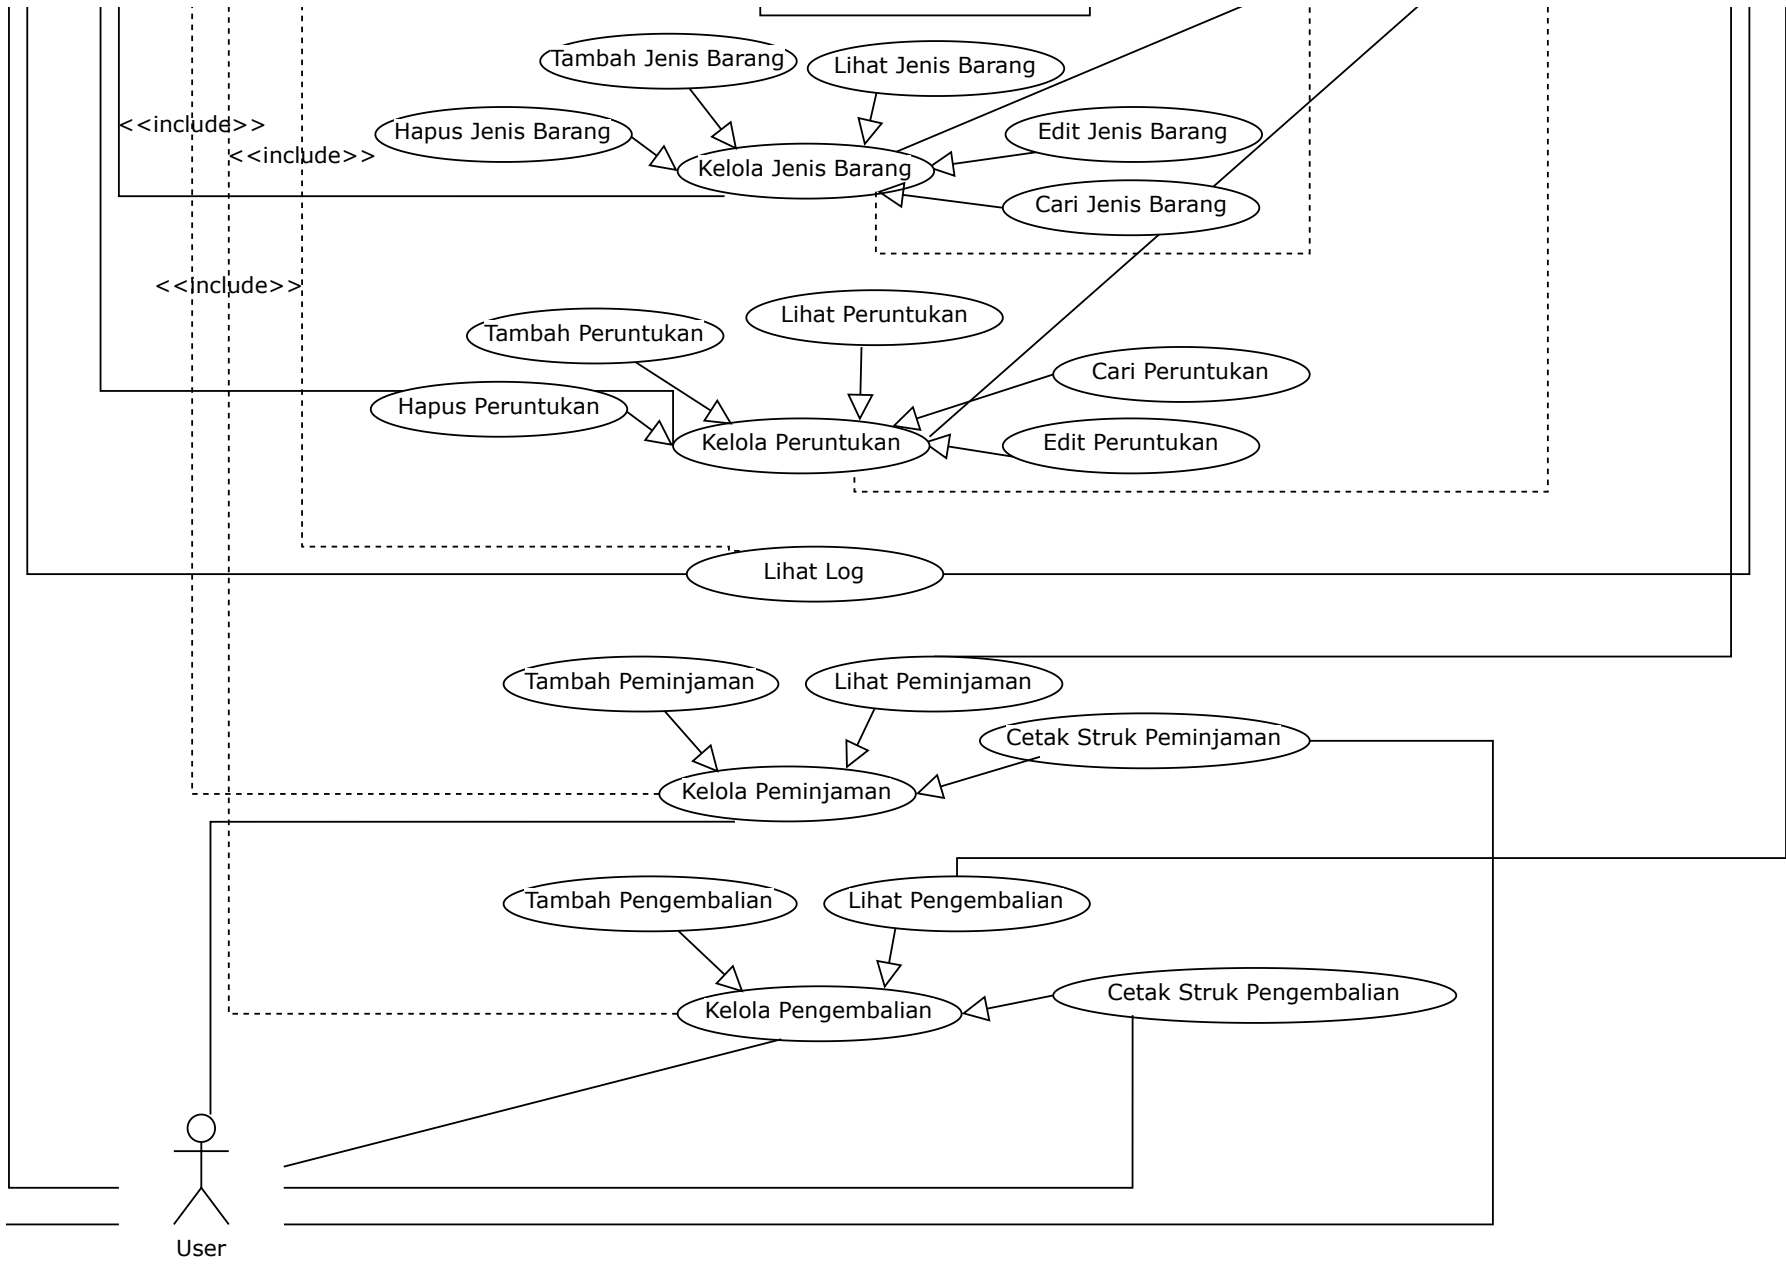 Tambah Jenis Barang
Lihat Jenis Barang
<<include>>
Hapus Jenis Barang
Edit Jenis Barang
<<include>>
Kelola Jenis Barang
Cari Jenis Barang
<<include>>
Lihat Peruntukan
Tambah Peruntukan
Cari Peruntukan
Hapus Peruntukan
Kelola Peruntukan
Edit Peruntukan
Lihat Log
Tambah Peminjaman
Lihat Peminjaman
Cetak Struk Peminjaman
Kelola Peminjaman
Tambah Pengembalian
Lihat Pengembalian
Cetak Struk Pengembalian
Kelola Pengembalian
User